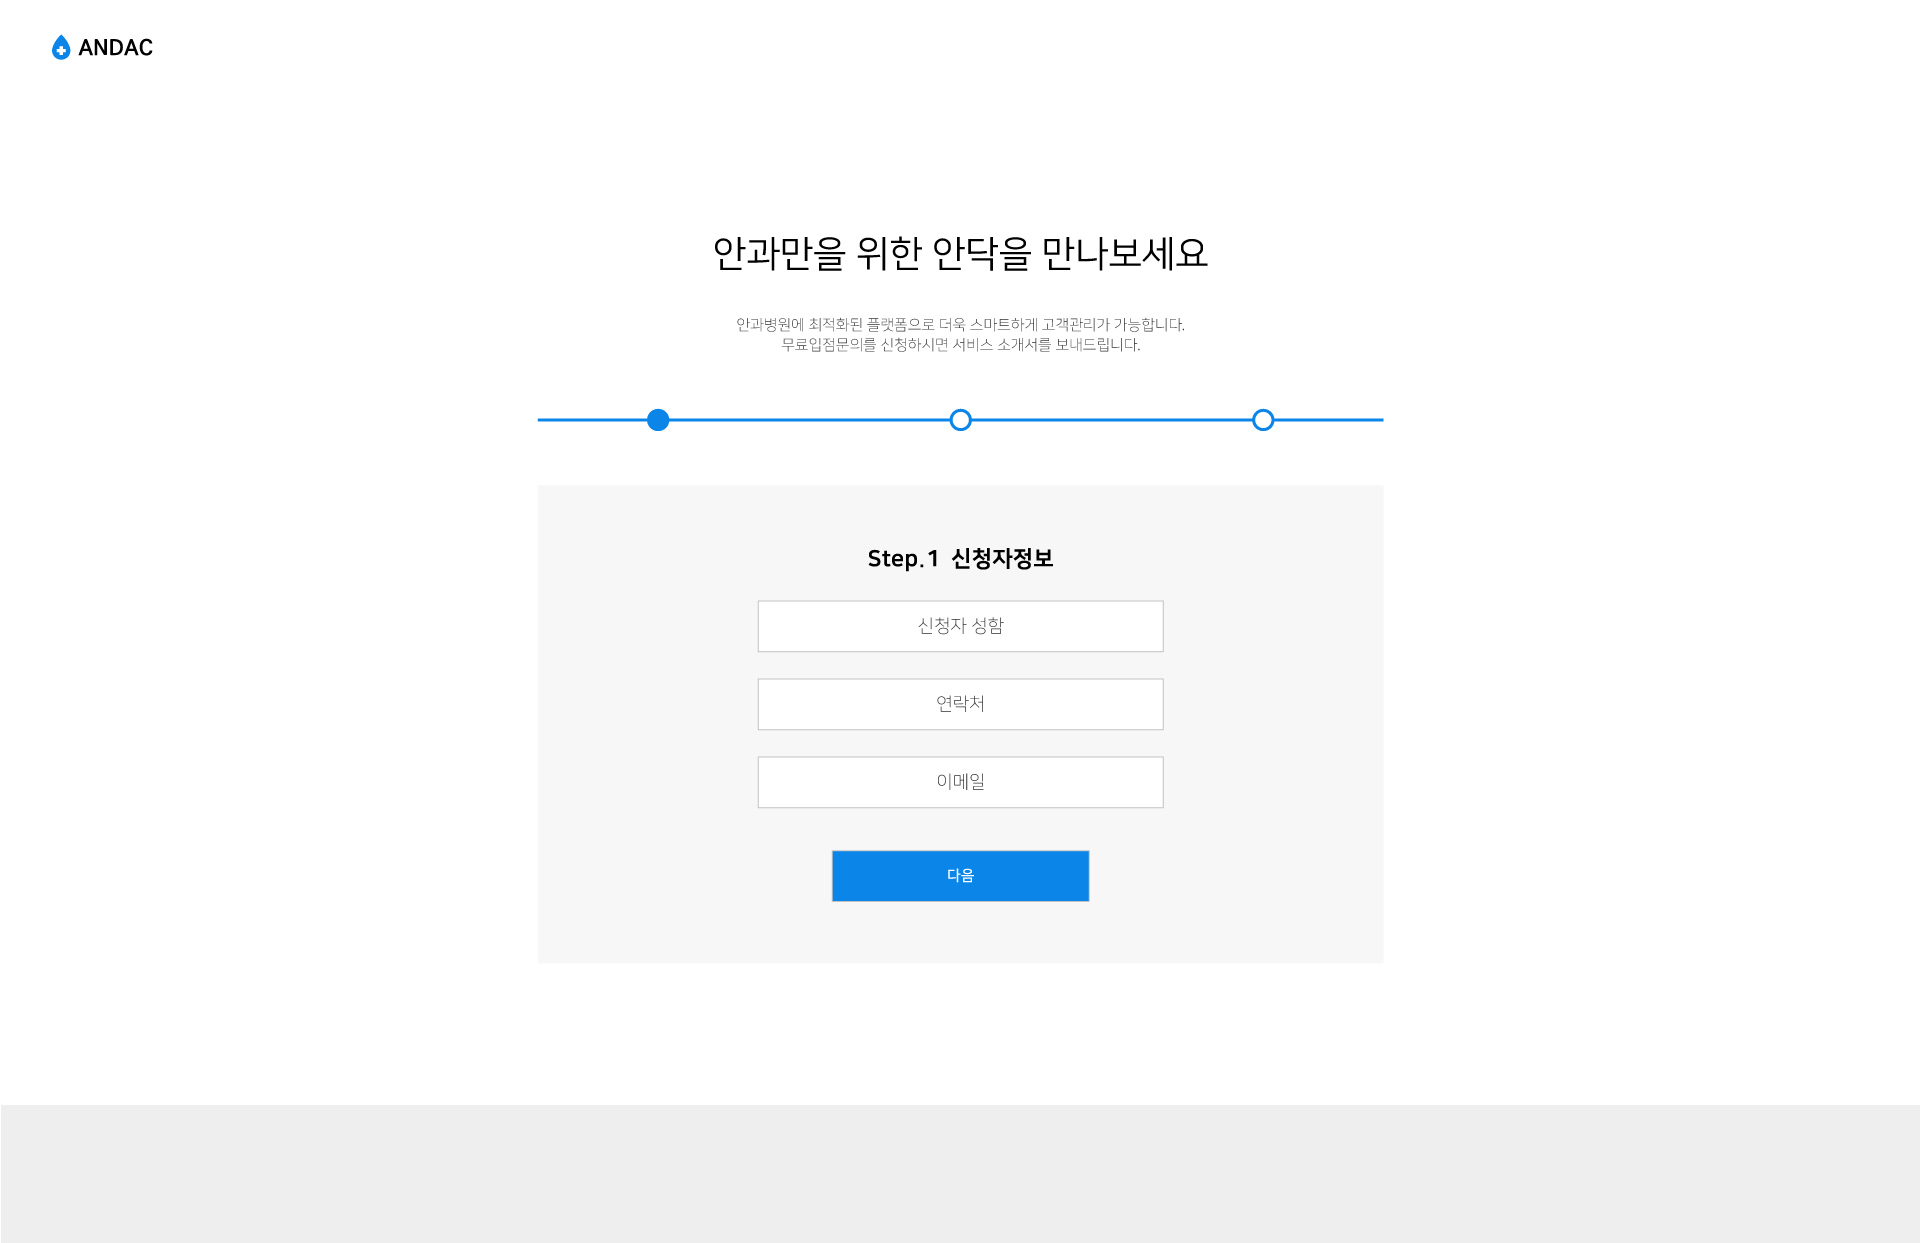 ANDAC
안과만을 위한 안닥을 만나보세요
안과병원에 최적화된 플랫폼으로 더욱 스마트하게 고객관리가 가능합니다.
무료입점문의를 신청하시면 서비스 소개서를 보내드립니다.
Step.1 신청자정보
신청자 성함
연락처
이메일
다음